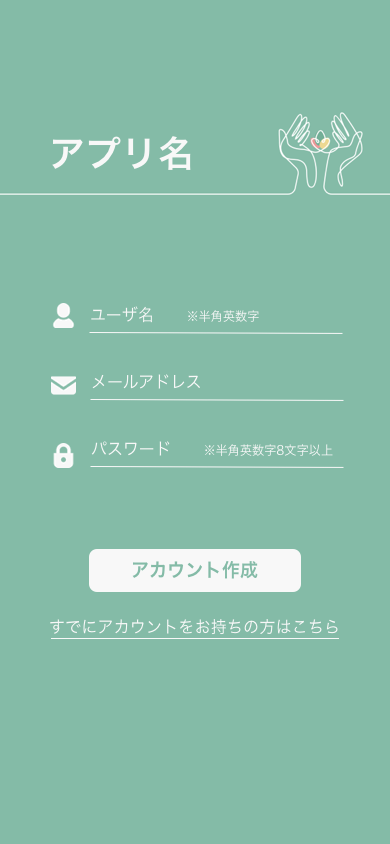 アプリ名
ユーザ名 ※半角英数字
メールアドレス
パスワード ※半角英数字8文字以上
アカウント作成
すでにアカウントをお持ちの方はこちら